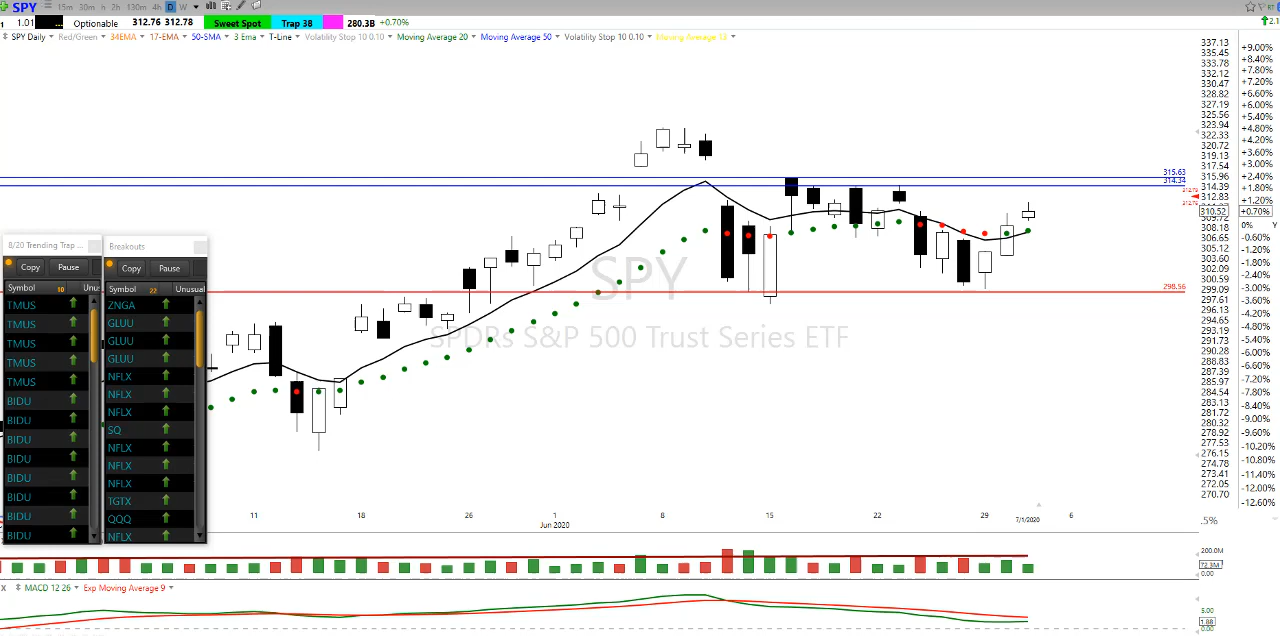 SPY 15m 30m h 2h 130m 4h D W
1.01 ... Optionable 312.76 312.78 Sweet Spot Trap 38 280.3B +0.70%
SPY Daily Red/Green 34EMA 17-EMA 50-SMA 3 Ema T-Line Volatility Stop 10 0.10 Moving Average 20 Moving Average 50 Volatility Stop 10 0.10 Moving Average 18
337.13
335.45 +9.00%
333.78 +8.40%
332.12 +7.80%
330.47 +7.20%
328.82 +6.60%
327.19 +6.00%
325.56 +5.40%
323.94 +4.80%
322.33 +4.20%
320.72 +3.60%
319.13 +3.00%
317.54
315.63 315.96 +2.40%
314.34 314.39 +1.80%
312.83 +1.20%
310.52 +0.70%
309.72 0% Y
308.18
306.65 -0.60%
305.12 -1.20%
303.60 -1.80%
302.09 -2.40%
300.59 -3.00%
298.56 299.09 -3.60%
297.61 -4.20%
296.13 -4.80%
294.65 -5.40%
293.19 -6.00%
291.73 -6.60%
290.28 -7.20%
288.83 -7.80%
287.39 -8.40%
285.97 -9.00%
284.54 -9.60%
283.13 -10.20%
281.72 -10.80%
280.32 -11.40%
278.92 -12.00%
277.53 -12.60%
276.15
274.78
273.41
272.05
270.70
SPY
SPDRs S&P 500 Trust Series ETF
8/20 Trending Trap ...
Copy Pause
Symbol 10 Unu
TMUS
TMUS
TMUS
TMUS
TMUS
BIDU
BIDU
BIDU
BIDU
BIDU
BIDU
BIDU
BIDU
Breakouts
Copy Pause
Symbol 22 Unusual
ZNGA
GLUU
GLUU
GLUU
NFLX
NFLX
NFLX
SQ
NFLX
NFLX
NFLX
TGTX
QQQ
NFLX
11 18 26 1 8 15 22 29 7/1/2020 6
Jun 2020
.5%
200.0M
72.3M
0.00
X MACD 12 26 Exp Moving Average 9
5.00
1.88
0.00